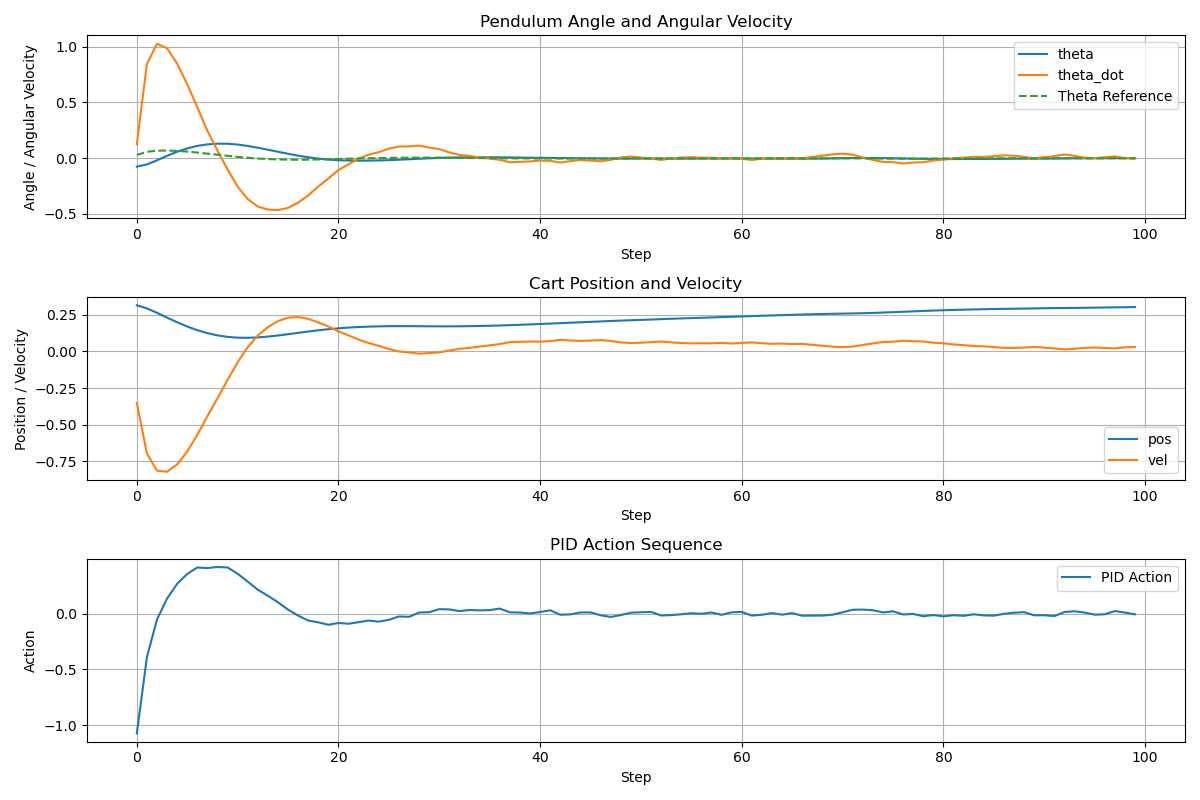 Pendulum Angle and Angular Velocity
Angle / Angular Velocity
1.0
0.5
0.0
−0.5
theta
theta_dot
Theta Reference
0 20 40 60 80 100
Step
Cart Position and Velocity
Position / Velocity
0.25
0.00
−0.25
−0.50
−0.75
pos
vel
0 20 40 60 80 100
Step
PID Action Sequence
Action
0.0
−0.5
−1.0
PID Action
0 20 40 60 80 100
Step